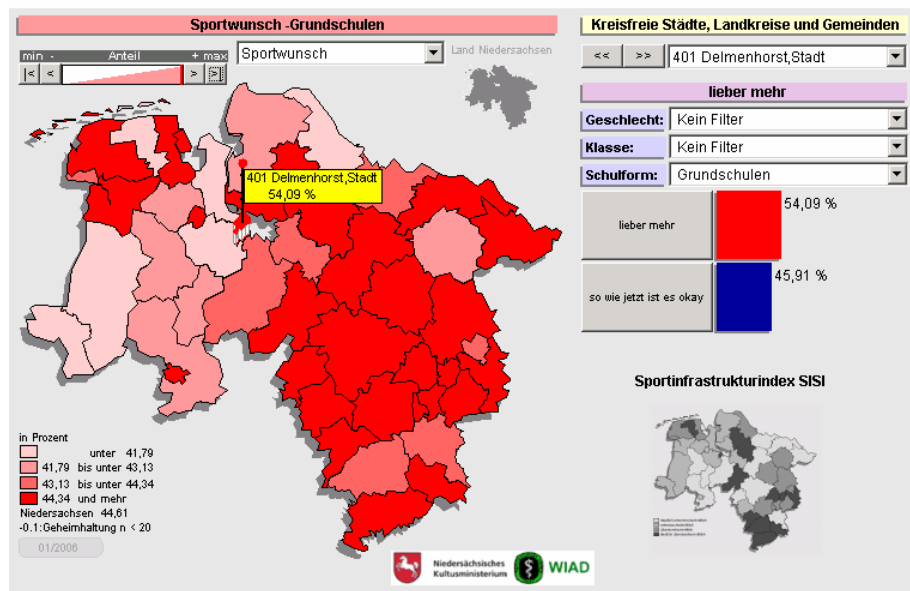 Sportwunsch -Grundschulen
min - Anteil + max
|< < > >|
Sportwunsch
Land Niedersachsen
401 Delmenhorst,Stadt
54,09 %
in Prozent
unter 41,79
41,79 bis unter 43,13
43,13 bis unter 44,34
44,34 und mehr
Niedersachsen 44,61
-0.1:Geheimhaltung n < 20
01/2006
Kreisfreie Städte, Landkreise und Gemeinden
<< >> 401 Delmenhorst,Stadt
lieber mehr
Geschlecht: Kein Filter
Klasse: Kein Filter
Schulform: Grundschulen
lieber mehr 54,09 %
so wie jetzt ist es okay 45,91 %
Sportinfrastrukturindex SISI
Niedersächsisches
Kultusministerium
WIAD